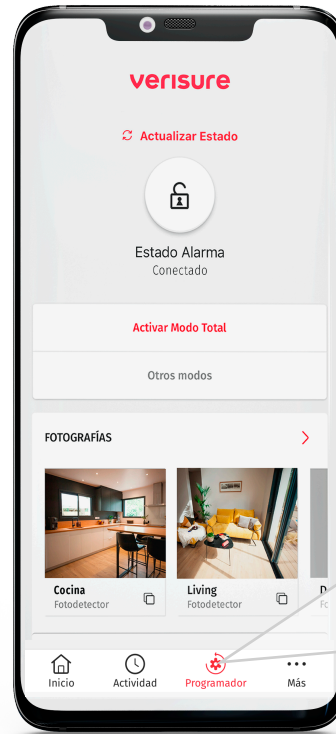 verisure
Actualizar Estado
Estado Alarma
Conectado
Activar Modo Total
Otros modos
FOTOGRAFÍAS
Cocina
Fotodetector
Living
Fotodetector
Inicio
Actividad
Programador
Más